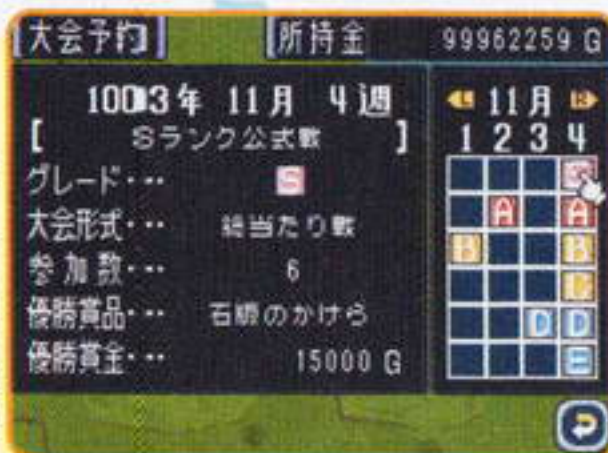 大会予約
所持金 99962259 G
1003年 11月 4週
[ Sランク公式戦 ]
グレード・・・ S
大会形式・・・ 総当たり戦
参加数・・・ 6
優勝賞品・・・ 石版のかけら
優勝賞金・・・ 15000 G
L 11月 R
1 2 3 4
A A
B B
D D
E